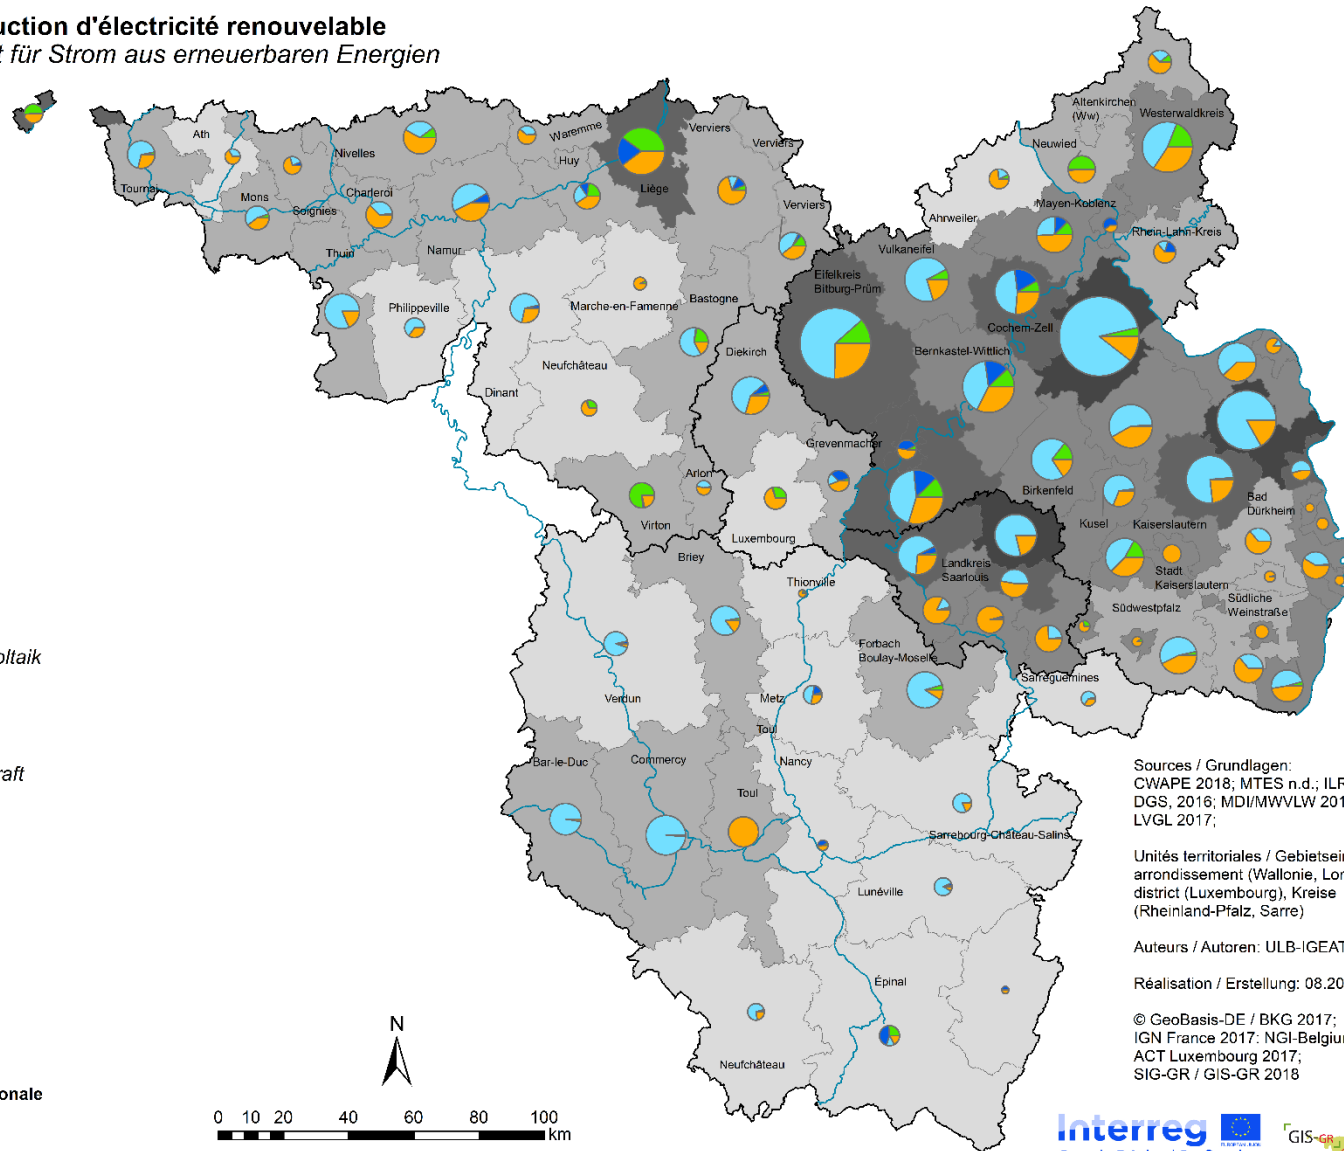 uction d'électricité renouvelable
t für Strom aus erneuerbaren Energien
Altenkirchen
(Ww)
Westerwaldkreis
Ath
Waremme
Verviers
Nivelles
Verviers
Neuwied
Huy
Tournai
Mons
Charleroi
Liège
Soignies
Verviers
Mayen-Koblenz
Ahrweiler
Rhein-Lahn-Kreis
Thuin
Namur
Vulkaneifel
Eifelkreis
Bitburg-Prüm
Philippeville
Marche-en-Famenne
Bastogne
Cochem-Zell
Diekirch
Bernkastel-Wittlich
Neufchâteau
Dinant
Grevenmacher
Arlon
Birkenfeld
Bad
Dürkheim
Virton
Kusel
Kaiserslautern
Luxembourg
Briey
Landkreis
Saarlouis
Stadt
Kaiserslautern
Thionville
Südliche
Weinstraße
Südwestpfalz
Forbach
Boulay-Moselle
oltaik
Sarreguemines
Verdun
Metz
Toul
Bar-le-Duc
Commercy
Nancy
raft
Toul
Sarrebourg-Château-Salins
Lunéville
Épinal
Neufchâteau
Sources / Grundlagen:
CWAPE 2018; MTES n.d.; ILR
DGS, 2016; MDI/MWVLW 201
LVGL 2017;
Unités territoriales / Gebietsein
arrondissement (Wallonie, Lor
district (Luxembourg), Kreise
(Rheinland-Pfalz, Sarre)
Auteurs / Autoren: ULB-IGEAT
Réalisation / Erstellung: 08.20
© GeoBasis-DE / BKG 2017;
IGN France 2017: NGI-Belgiu
ACT Luxembourg 2017;
SIG-GR / GIS-GR 2018
N
onale
0 10 20 40 60 80 100
km
Interreg
GIS-GR